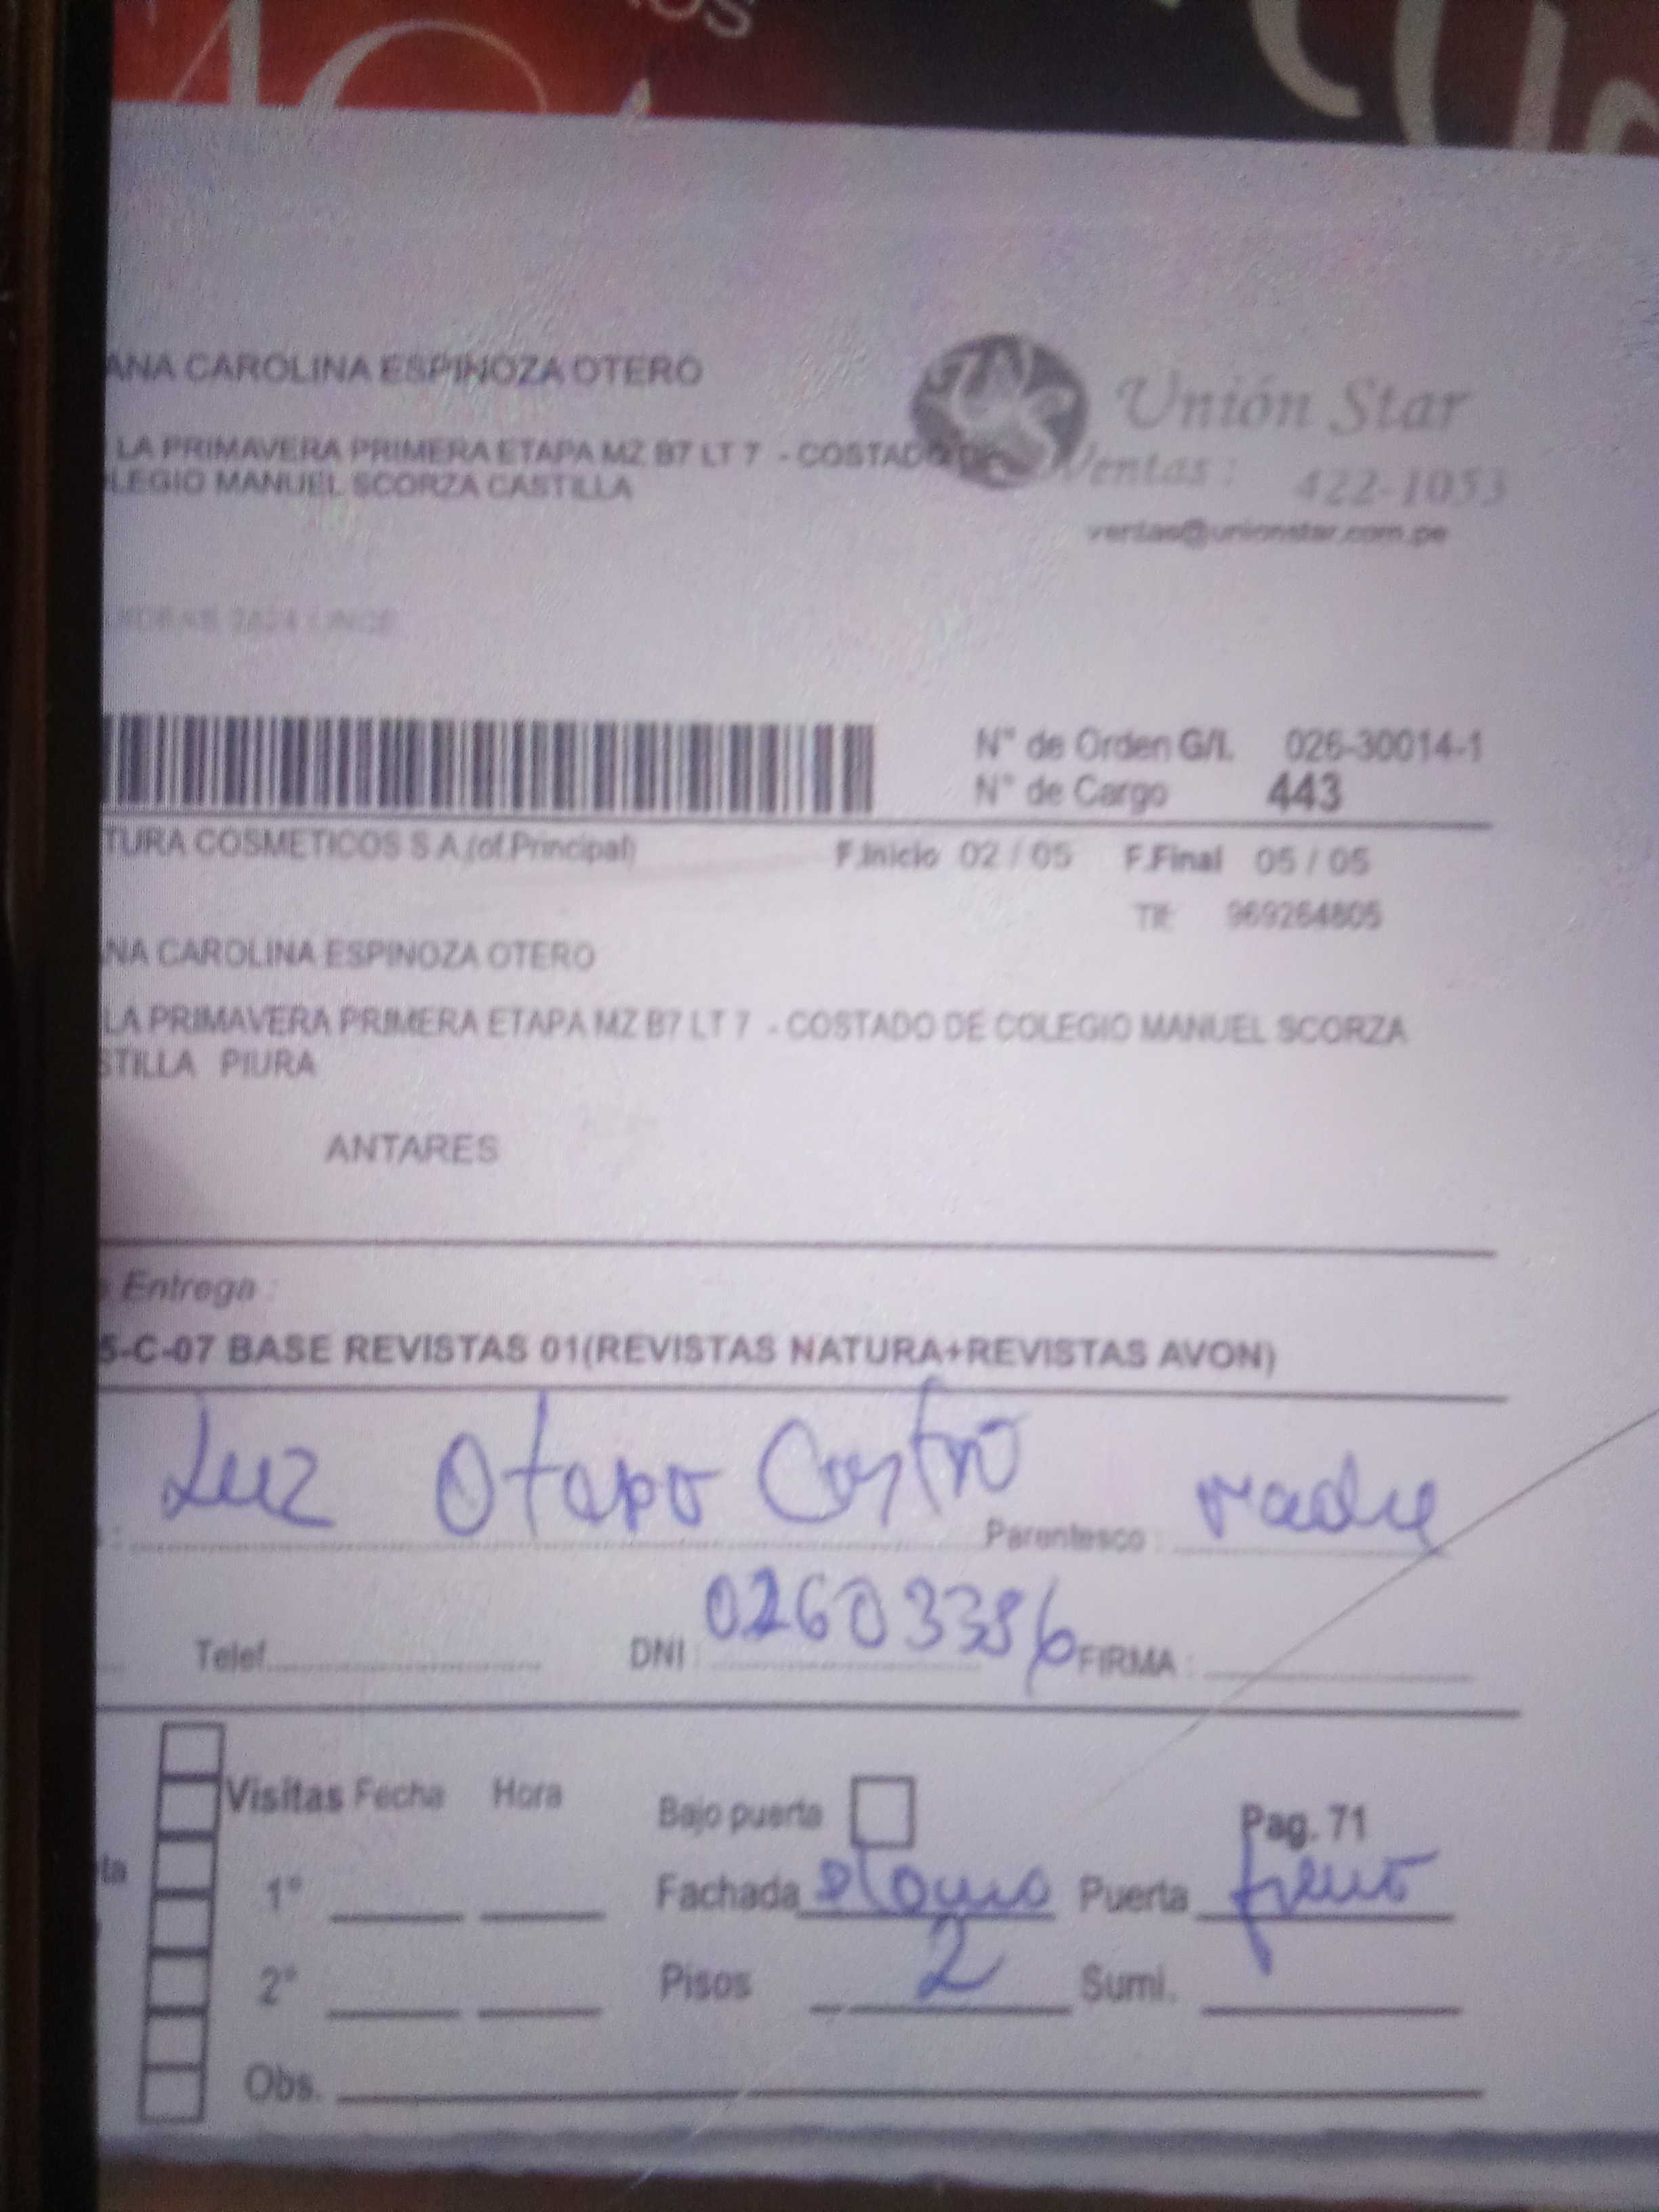 ANA CAROLINA ESPINOZA OTERO
Unión Star
LA PRIMAVERA PRIMERA ETAPA MZ B7 LT 7 - COSTADO DE
LEGIO MANUEL SCORZA CASTILLA
Ventas: 422-1053
ventas@unionstar.com.pe
N° de Orden G/L 026-30014-1
N° de Cargo 443
TURA COSMETICOS S A.(of.Principal) F.Inicio 02 / 05 F.Final 05 / 05
Tlf: 969264805
NA CAROLINA ESPINOZA OTERO
LA PRIMAVERA PRIMERA ETAPA MZ B7 LT 7 - COSTADO DE COLEGIO MANUEL SCORZA
STILLA PIURA
ANTARES
Entrega :
5-C-07 BASE REVISTAS 01(REVISTAS NATURA+REVISTAS AVON)
Luz Castro Parentesco : madre
Telef. DNI : 02603386 FIRMA :
Visitas Fecha Hora Bajo puerta Pag. 71
ta
1° Fachada Puerta
2° Pisos 2 Sumi.
Obs.